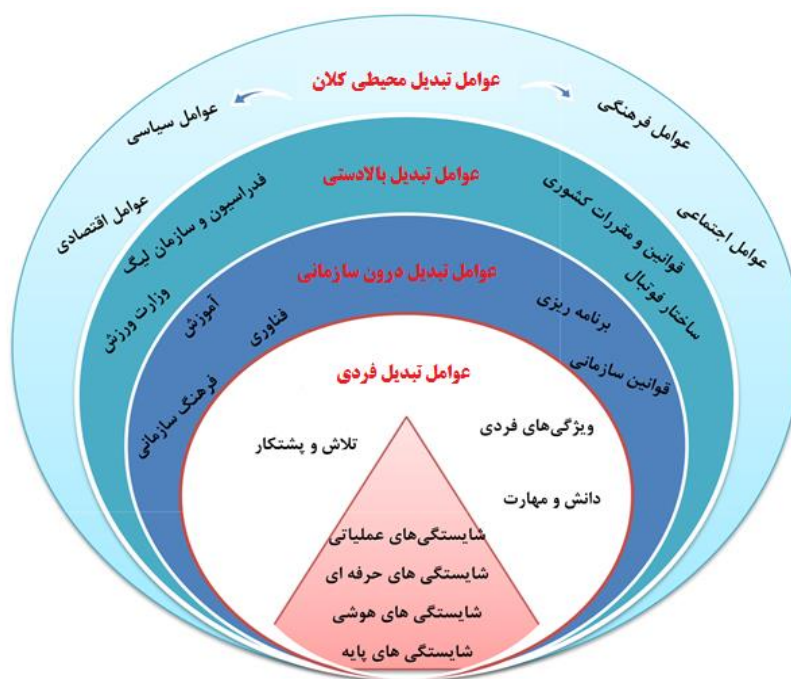 عوامل تبدیل محیطی کلان
عوامل فرهنگی
عوامل سیاسی
عوامل اجتماعی
عوامل اقتصادی
عوامل تبدیل بالادستی
قوانین و مقررات کشوری
فدراسیون و سازمان لیگ
ساختار فوتبال
وزارت ورزش
عوامل تبدیل درون سازمانی
برنامه ریزی
فناوری
آموزش
قوانین سازمانی
فرهنگ سازمانی
عوامل تبدیل فردی
ویژگی‌های فردی
تلاش و پشتکار
دانش و مهارت
شایستگی‌های عملیاتی
شایستگی های حرفه ای
شایستگی های هوشی
شایستگی های پایه